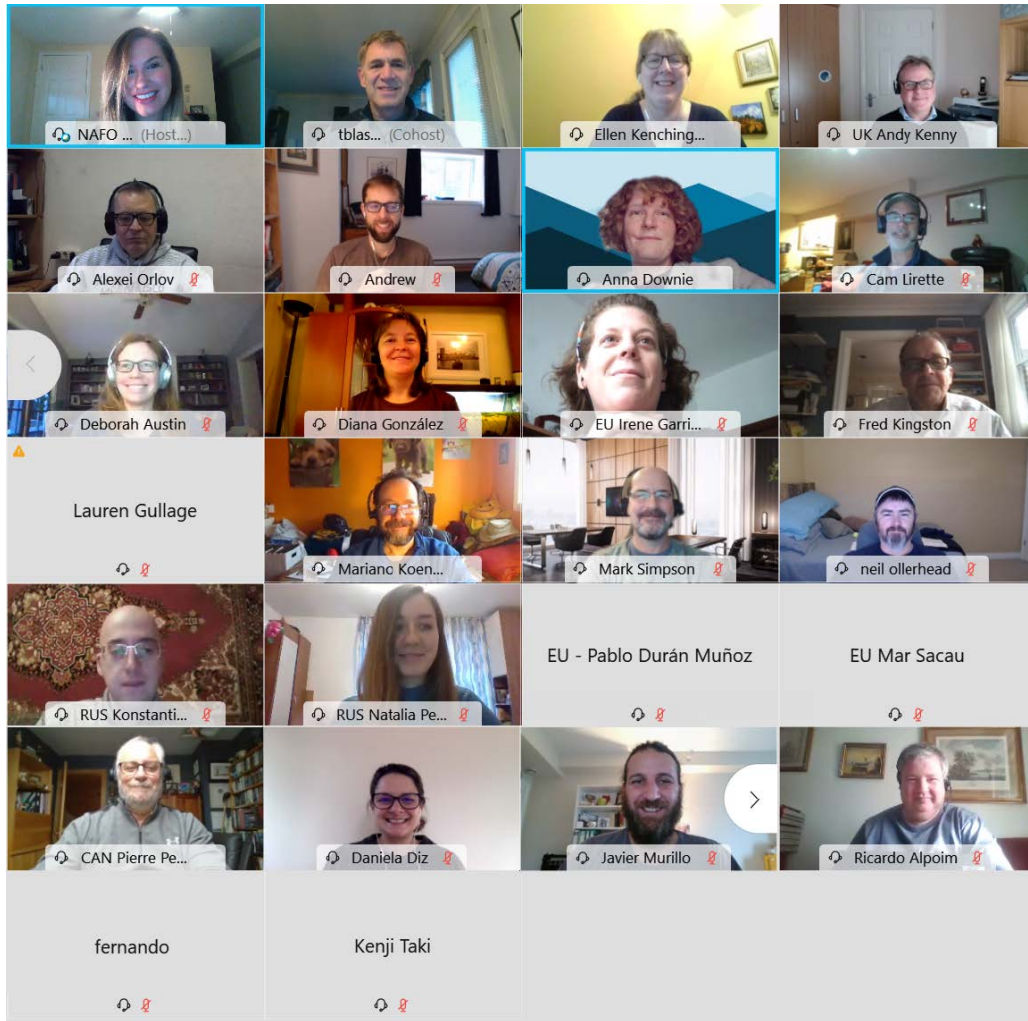 NAFO ... (Host...)
tblas... (Cohost)
Ellen Kenching...
UK Andy Kenny
Alexei Orlov
Andrew
Anna Downie
Cam Lirette
Deborah Austin
Diana González
EU Irene Garri...
Fred Kingston
Lauren Gullage
Mariano Koen...
Mark Simpson
neil ollerhead
RUS Konstanti...
RUS Natalia Pe...
EU - Pablo Durán Muñoz
EU Mar Sacau
CAN Pierre Pe...
Daniela Diz
Javier Murillo
Ricardo Alpoim
fernando
Kenji Taki